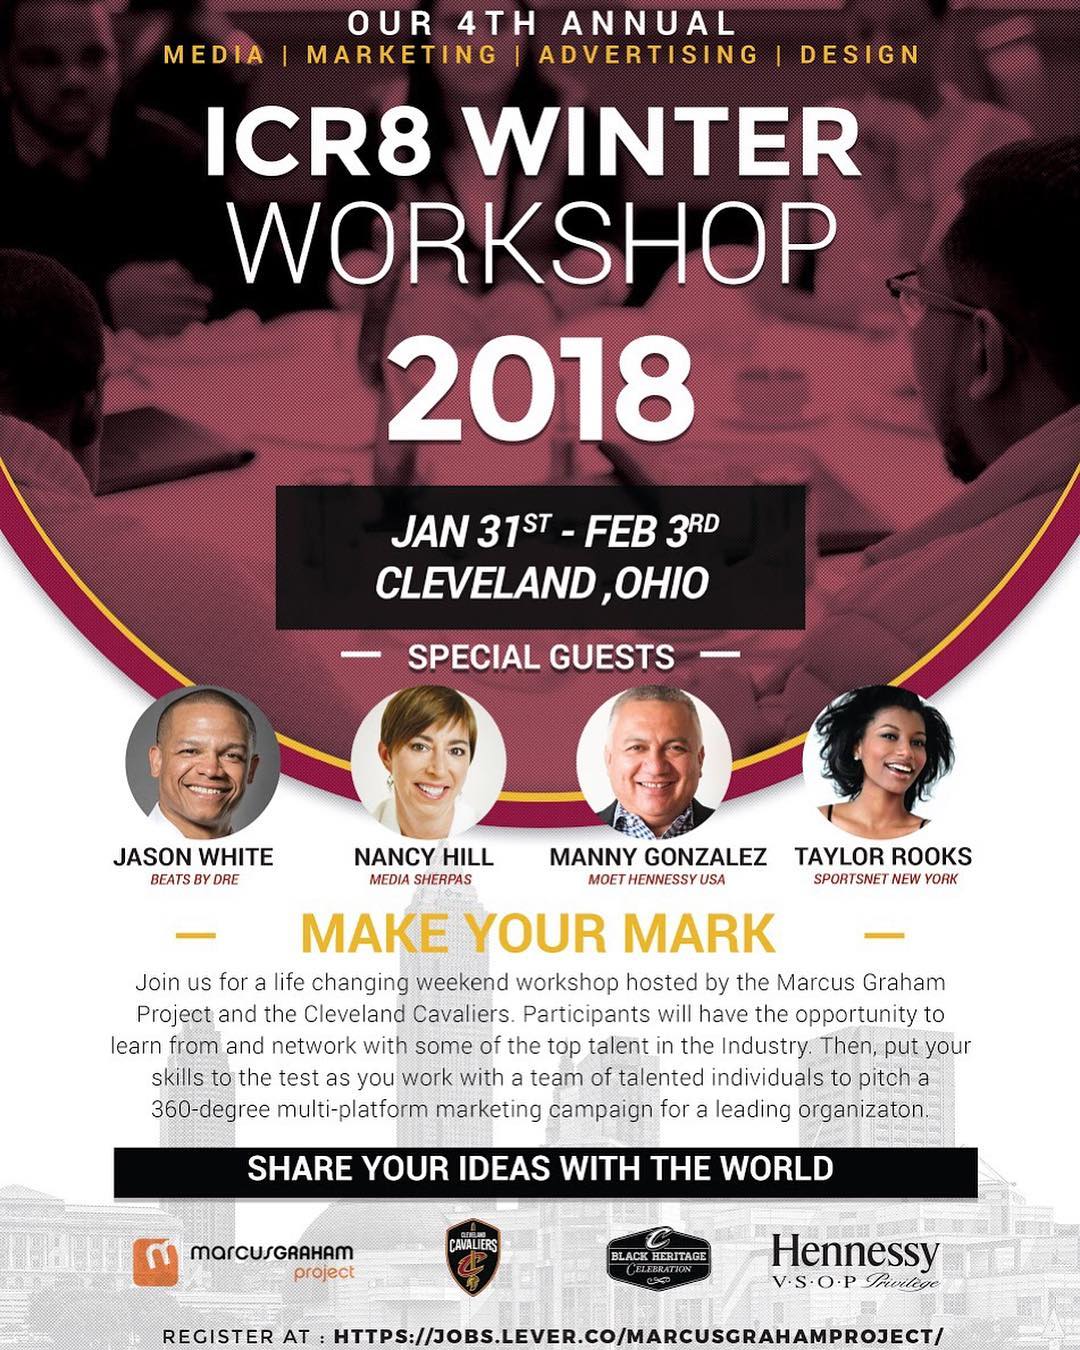 OUR 4TH ANNUAL
MEDIA | MARKETING | ADVERTISING | DESIGN
ICR8 WINTER
WORKSHOP
2018
JAN 31ST - FEB 3RD
CLEVELAND ,OHIO
SPECIAL GUESTS
JASON WHITE
BEATS BY DRE
NANCY HILL
MEDIA SHERPAS
MANNY GONZALEZ
MOET HENNESSY USA
TAYLOR ROOKS
SPORTSNET NEW YORK
MAKE YOUR MARK
Join us for a life changing weekend workshop hosted by the Marcus Graham
Project and the Cleveland Cavaliers. Participants will have the opportunity to
learn from and network with some of the top talent in the Industry. Then, put your
skills to the test as you work with a team of talented individuals to pitch a
360-degree multi-platform marketing campaign for a leading organizaton.
SHARE YOUR IDEAS WITH THE WORLD
m
marcusGRAHAM
project
CLEVELAND
CAVALIERS
C
C
BLACK HERITAGE
CELEBRATION
Hennessy
V·S·O·P Privilège
REGISTER AT : HTTPS://JOBS.LEVER.CO/MARCUSGRAHAMPROJECT/